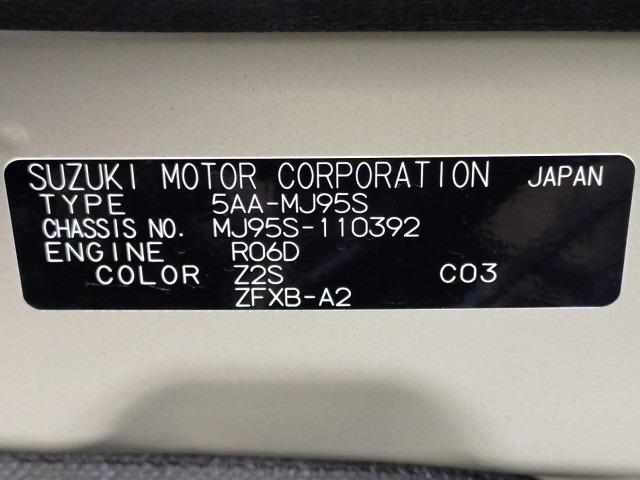 SUZUKI MOTOR CORPORATION JAPAN
TYPE 5AA-MJ95S
CHASSIS NO. MJ95S-110392
ENGINE R06D
COLOR Z2S C03
ZFXB-A2